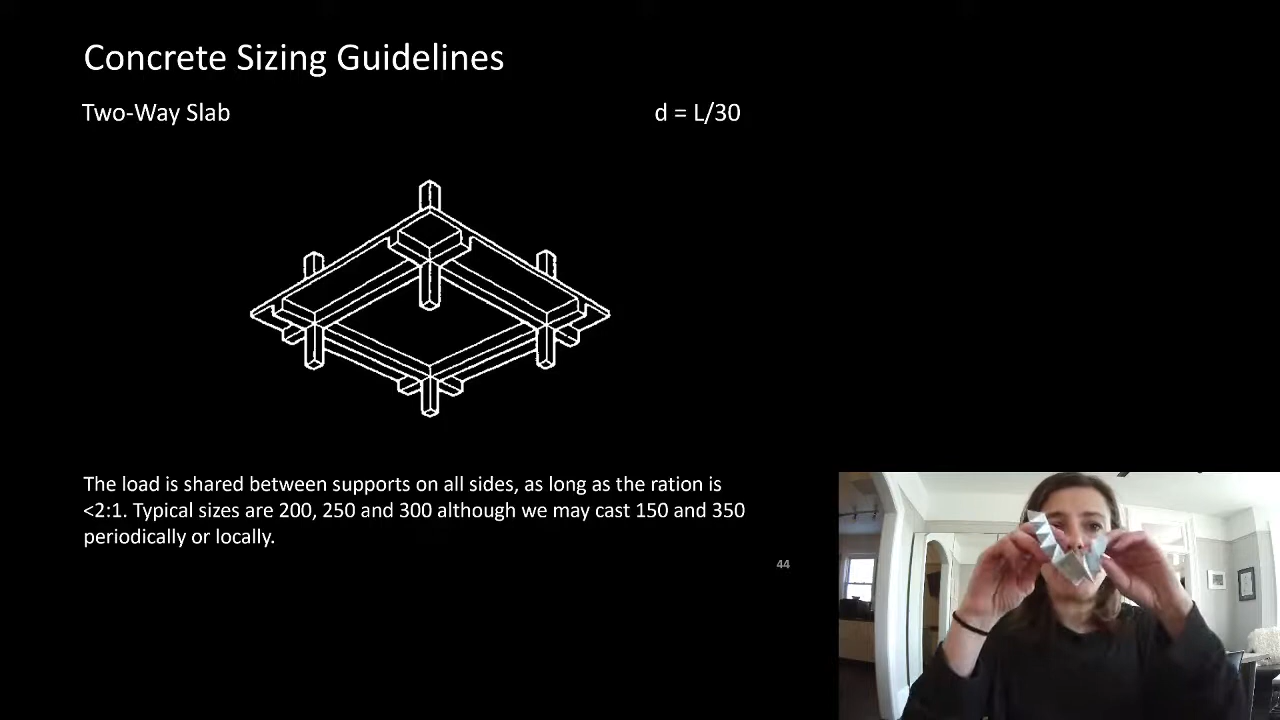 Concrete Sizing Guidelines
Two-Way Slab
d = L/30
The load is shared between supports on all sides, as long as the ration is
<2:1. Typical sizes are 200, 250 and 300 although we may cast 150 and 350
periodically or locally.
44